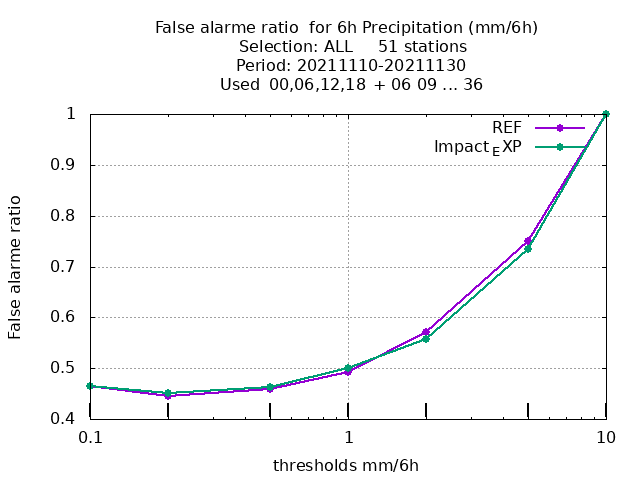 False alarme ratio  for 6h Precipitation (mm/6h)
Selection: ALL     51 stations
Period: 20211110-20211130
Used  00,06,12,18  + 06 09 ... 36
REF
Impact_EXP
1
0.9
0.8
0.7
0.6
0.5
0.4
False alarme ratio
0.1
1
10
thresholds mm/6h